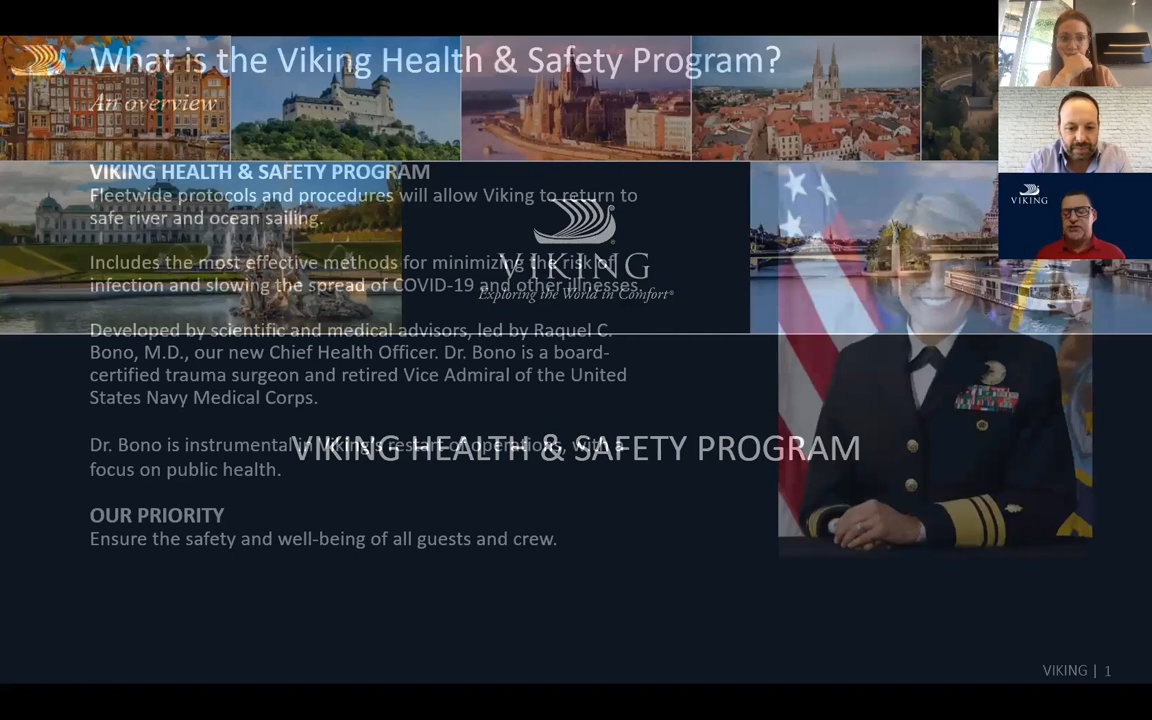 What is the Viking Health & Safety Program?
An overview
VIKING HEALTH & SAFETY PROGRAM
Fleetwide protocols and procedures will allow Viking to return to
safe river and ocean sailing.
Includes the most effective methods for minimizing the risk of
infection and slowing the spread of COVID-19 and other illnesses.
Developed by scientific and medical advisors, led by Raquel C.
Bono, M.D., our new Chief Health Officer. Dr. Bono is a board-
certified trauma surgeon and retired Vice Admiral of the United
States Navy Medical Corps.
Dr. Bono is instrumental in Viking's restart of operations, with a
focus on public health.
OUR PRIORITY
Ensure the safety and well-being of all guests and crew.
VIKING
Exploring the World in Comfort®
VIKING HEALTH & SAFETY PROGRAM
VIKING
VIKING | 1